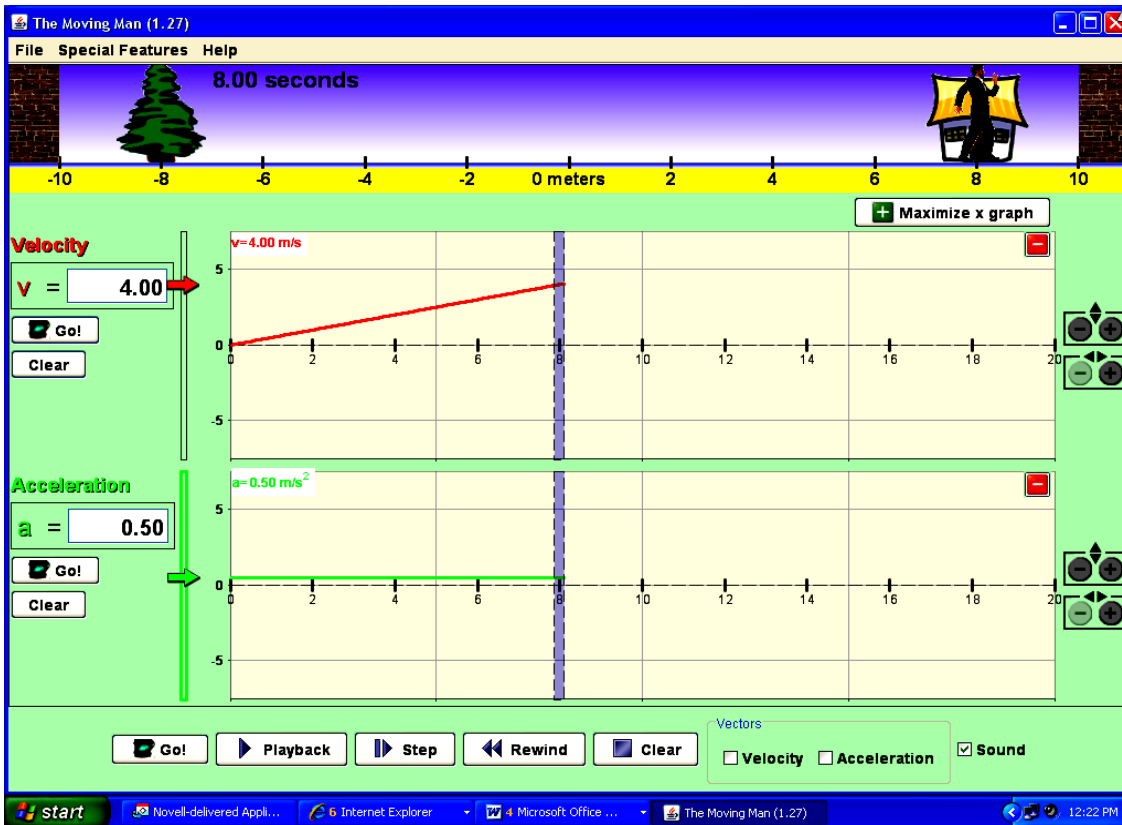 The Moving Man (1.27)
File Special Features Help
8.00 seconds
-10 -8 -6 -4 -2 0 meters 2 4 6 8 10
Maximize x graph
Velocity
v = 4.00
Go!
Clear
v=4.00 m/s
5
0
-5
0 2 4 6 8 10 12 14 16 18 20
Acceleration
a = 0.50
Go!
Clear
a=0.50 m/s²
5
0
-5
0 2 4 6 8 10 12 14 16 18 20
Go! Playback Step Rewind Clear
Vectors
Velocity Acceleration
Sound
start Novell-delivered Appli... 6 Internet Explorer 4 Microsoft Office ... The Moving Man (1.27) 12:22 PM